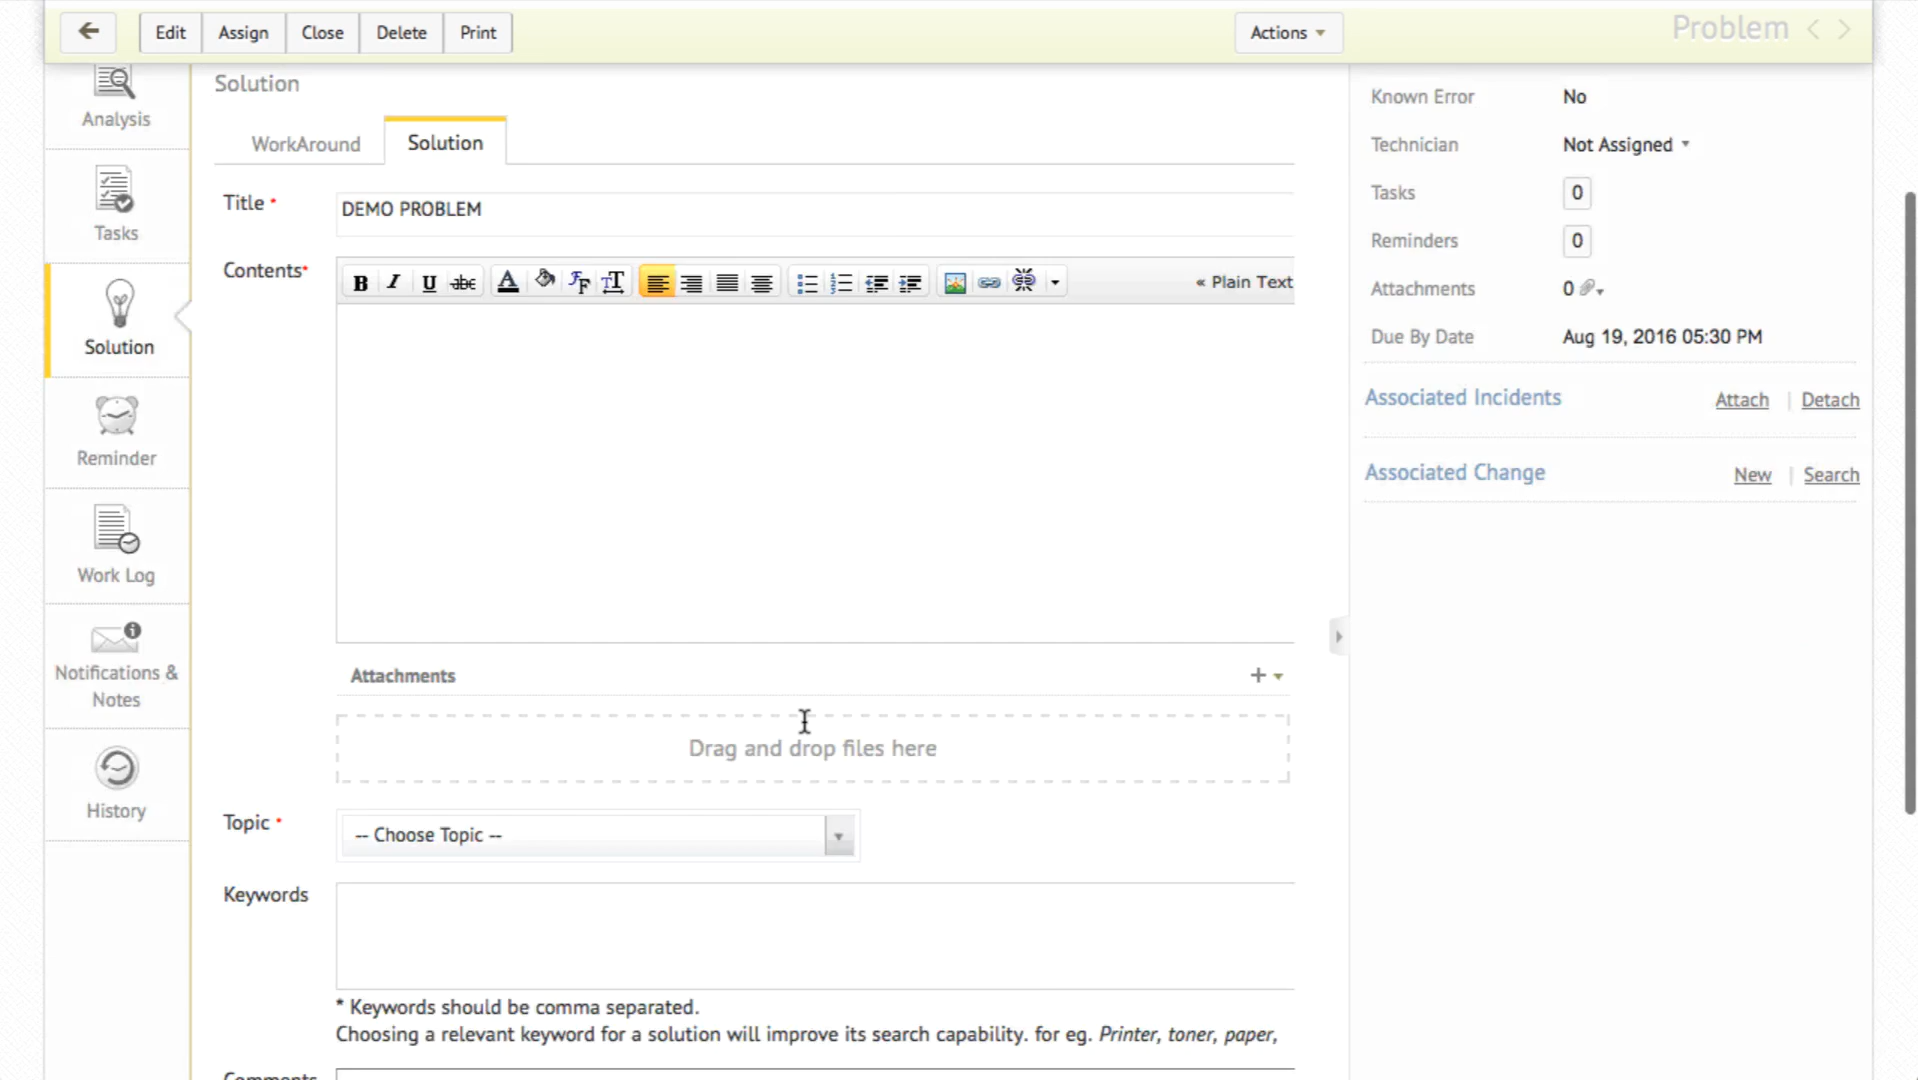 Edit Assign Close Delete Print Actions Problem
Analysis
Tasks
Solution
Reminder
Work Log
Notifications &
Notes
History
Solution
WorkAround Solution
Title * DEMO PROBLEM
Contents*
B I U abc A F T « Plain Text
Attachments +
Drag and drop files here
Topic * -- Choose Topic --
Keywords
* Keywords should be comma separated.
Choosing a relevant keyword for a solution will improve its search capability. for eg. Printer, toner, paper,
Comments
Known Error No
Technician Not Assigned
Tasks 0
Reminders 0
Attachments 0
Due By Date Aug 19, 2016 05:30 PM
Associated Incidents Attach | Detach
Associated Change New | Search